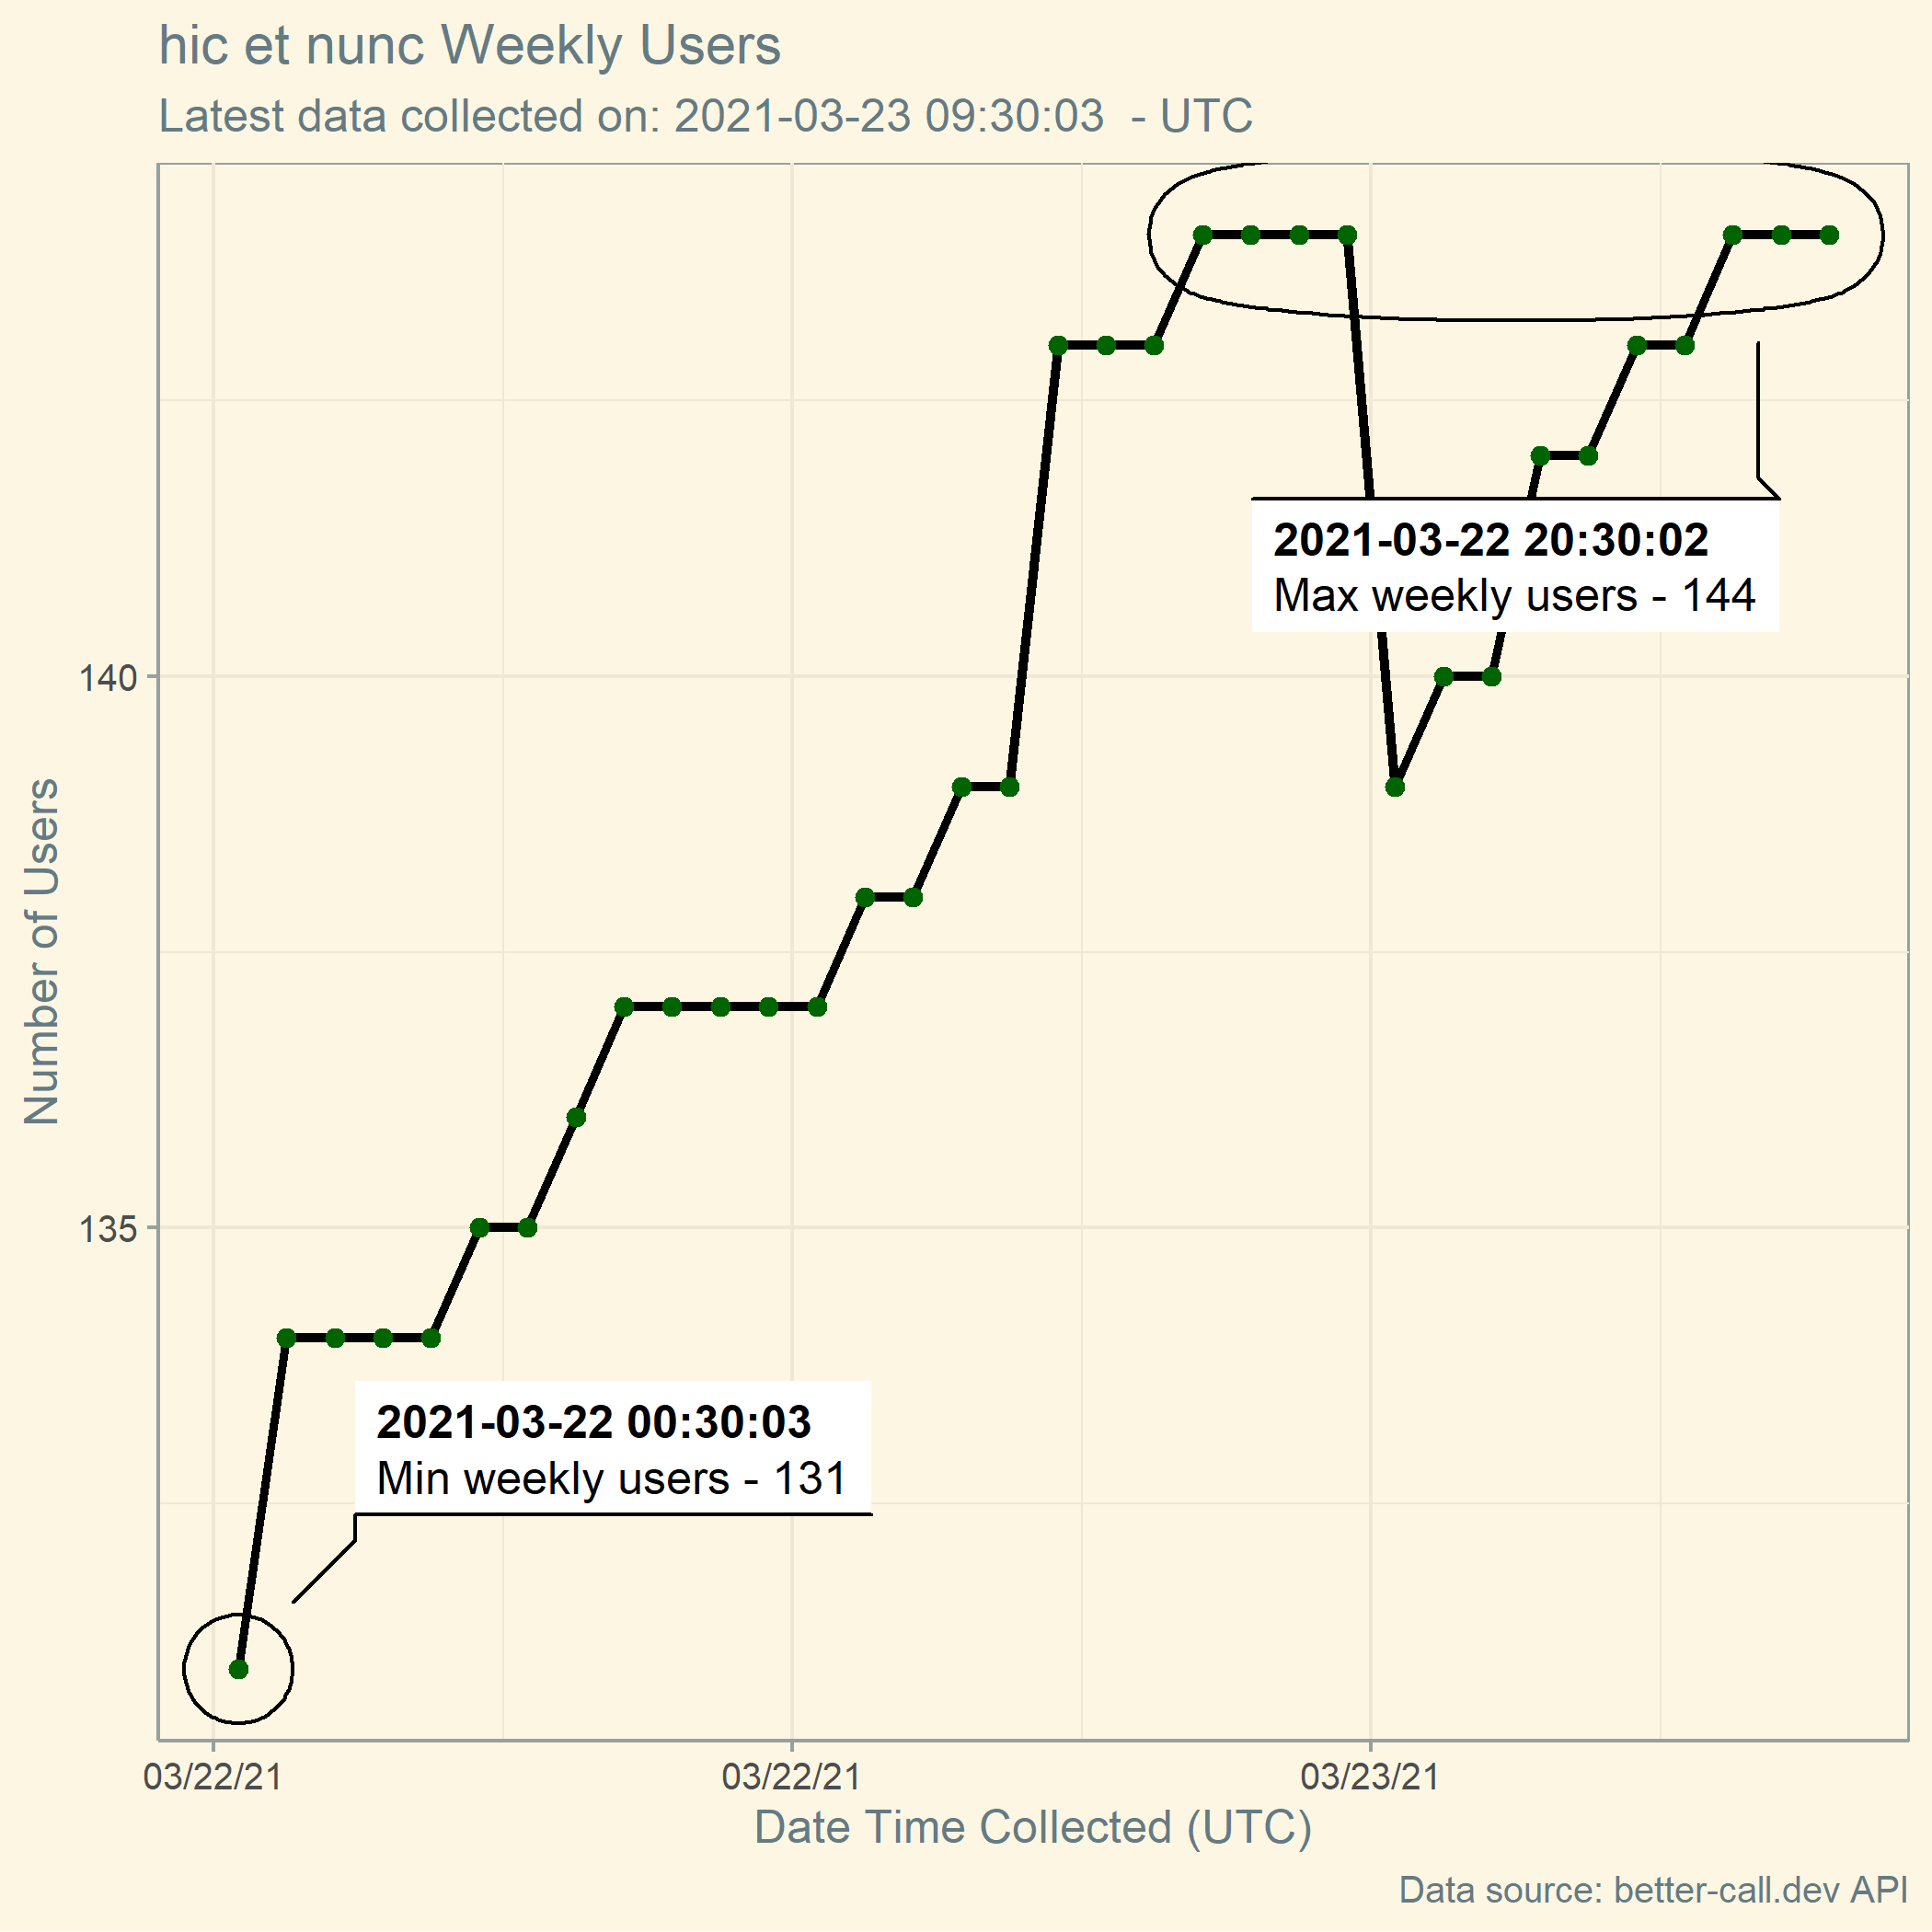 hic et nunc Weekly Users
Latest data collected on: 2021-03-23 09:30:03  - UTC
2021-03-22 20:30:02
Max weekly users - 144
140
Number of Users
135
2021-03-22 00:30:03
Min weekly users - 131
03/22/21
03/22/21
03/23/21
Date Time Collected (UTC)
Data source: better-call.dev API